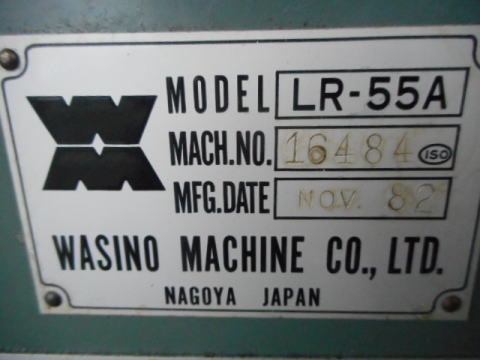 MODEL LR-55A
MACH.NO. 16484 ISO
MFG.DATE NOV. 82
WASINO MACHINE CO., LTD.
NAGOYA JAPAN